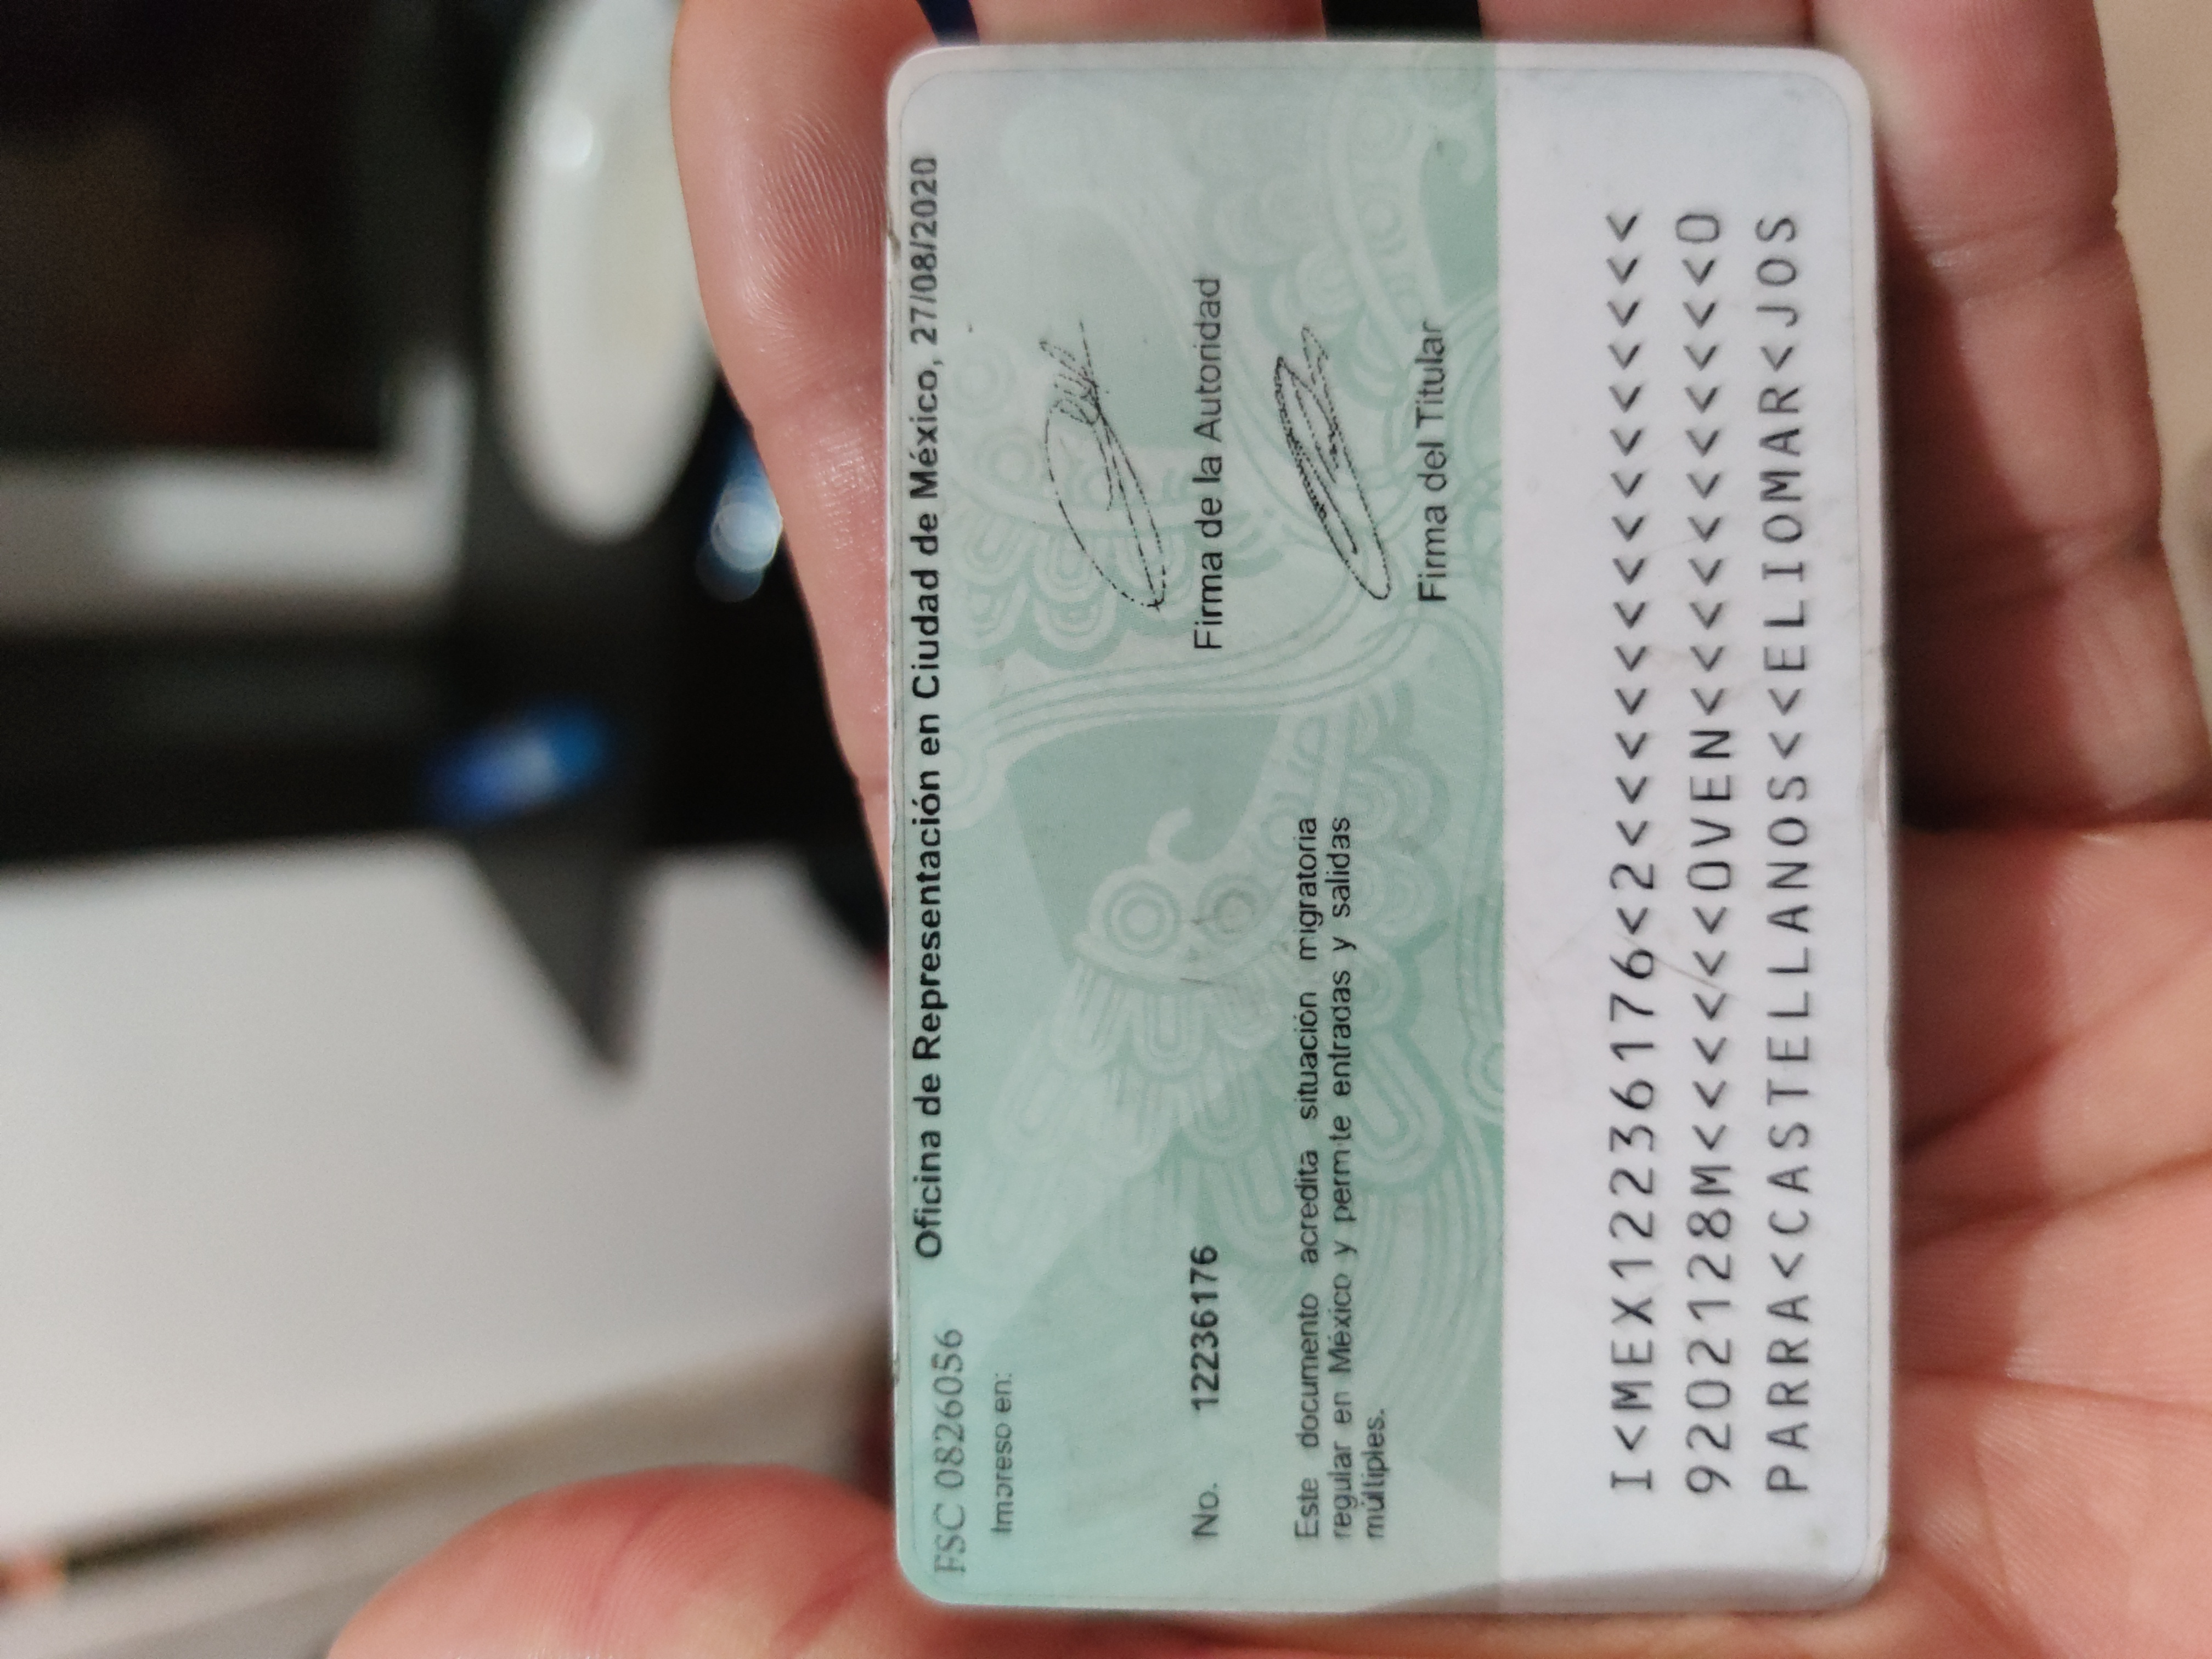 FSC 0826056
Oficina de Representación en Ciudad de México, 27/08/2020
Impreso en:
No. 12236176
Firma de la Autoridad
Este documento acredita situación migratoria
regular en México y permite entradas y salidas
múltiples.
Firma del Titular
I<MEX12236176<2<<<<<<<<<<<<<<<
9202128M<<<<<<<OVEN<<<<<<<<<<<0
PARRA<CASTELLANOS<<ELIOMAR<JOS